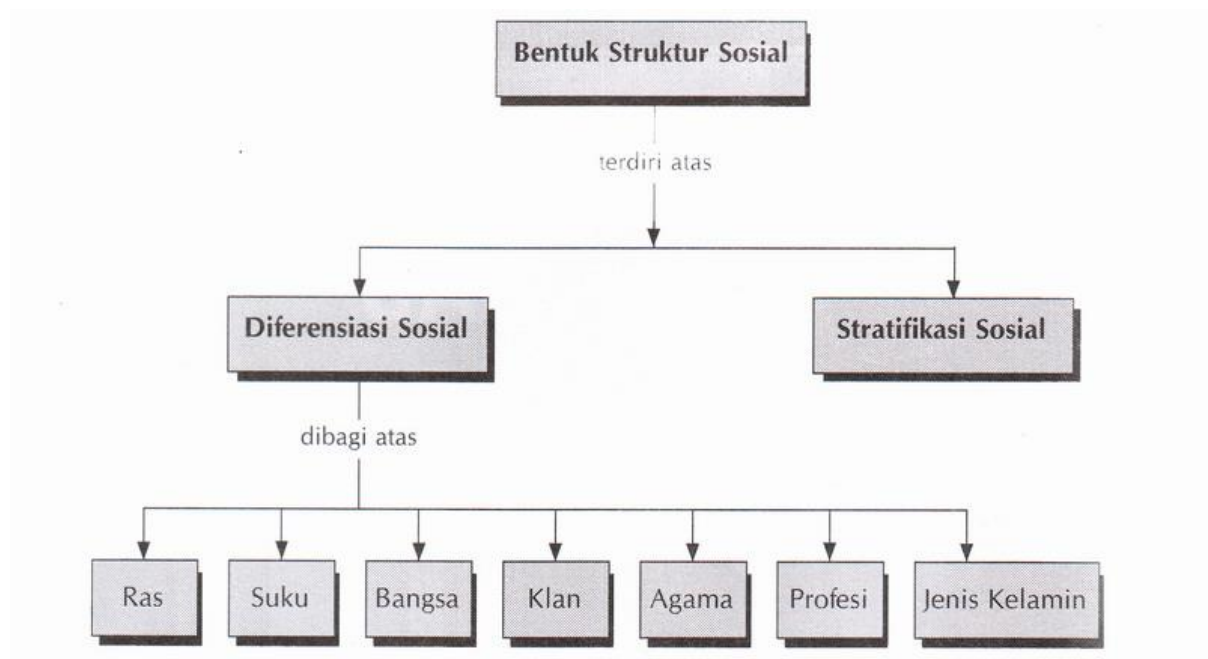 Bentuk Struktur Sosial
terdiri atas
Diferensiasi Sosial
Stratifikasi Sosial
dibagi atas
Ras
Suku
Bangsa
Klan
Agama
Profesi
Jenis Kelamin